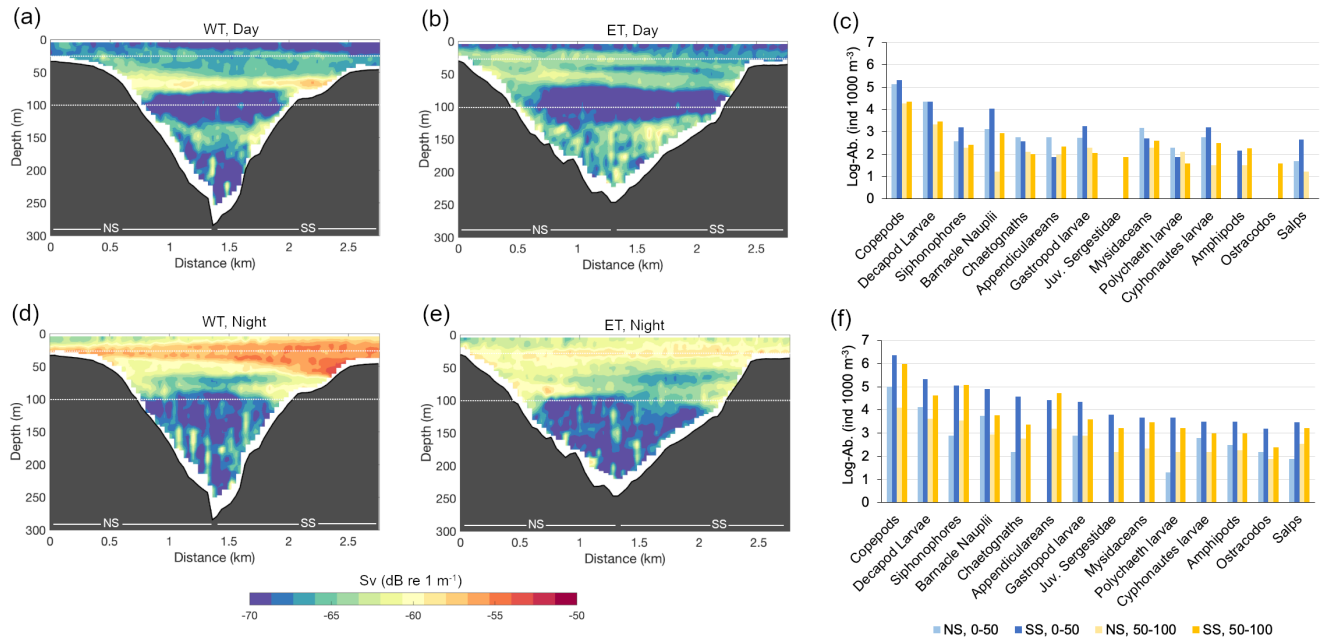 (a)
WT, Day
0
50
100
150
200
250
300
Depth (m)
NS
SS
0 0.5 1 1.5 2 2.5
Distance (km)
(b)
ET, Day
0
50
100
150
200
250
300
Depth (m)
NS
SS
0 0.5 1 1.5 2 2.5
Distance (km)
(c)
Log-Ab. (ind 1000 m⁻³)
7
6
5
4
3
2
1
0
Copepods
Decapod Larvae
Siphonophores
Barnacle Nauplii
Chaetognaths
Appendiculareans
Gastropod larvae
Juv. Sergestidae
Mysidaceans
Polychaeth larvae
Cyphonautes larvae
Amphipods
Ostracodos
Salps
(d)
WT, Night
0
50
100
150
200
250
300
Depth (m)
NS
SS
0 0.5 1 1.5 2 2.5
Distance (km)
(e)
ET, Night
0
50
100
150
200
250
300
Depth (m)
NS
SS
0 0.5 1 1.5 2 2.5
Distance (km)
(f)
Log-Ab. (ind 1000 m⁻³)
7
6
5
4
3
2
1
0
Copepods
Decapod Larvae
Siphonophores
Barnacle Nauplii
Chaetognaths
Appendiculareans
Gastropod larvae
Juv. Sergestidae
Mysidaceans
Polychaeth larvae
Cyphonautes larvae
Amphipods
Ostracodos
Salps
Sv (dB re 1 m⁻¹)
-70 -65 -60 -55 -50
NS, 0-50 SS, 0-50 NS, 50-100 SS, 50-100